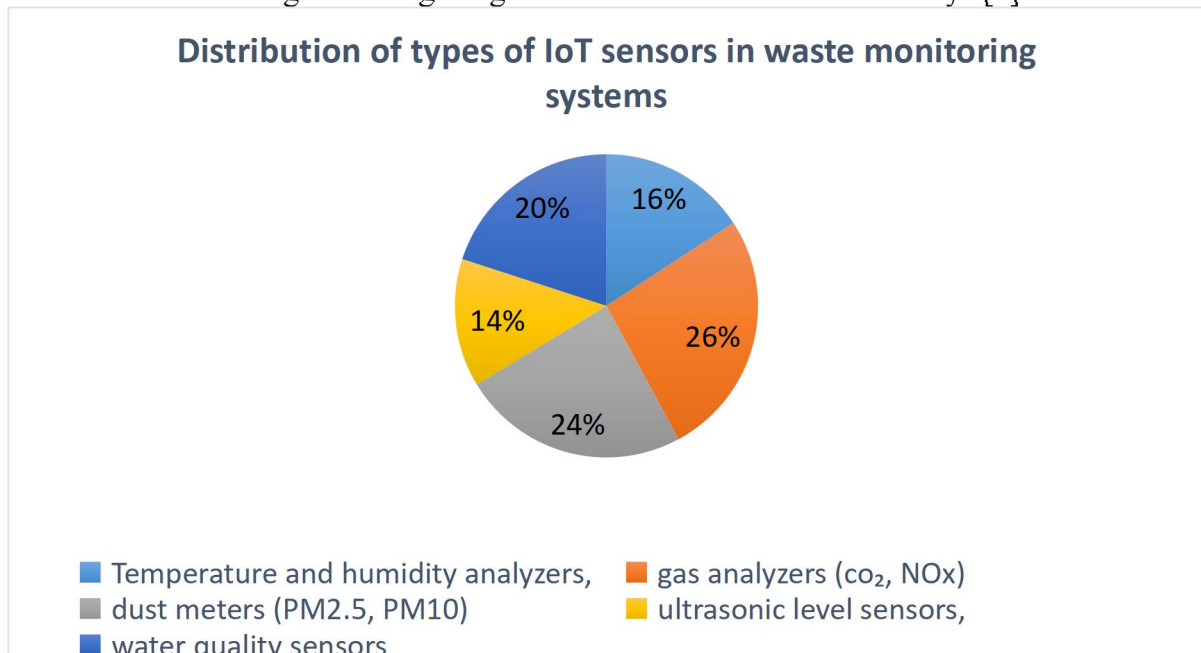 Distribution of types of IoT sensors in waste monitoring
systems
20% 16%
14% 26%
24%
Temperature and humidity analyzers, gas analyzers (co₂, NOx)
dust meters (PM2.5, PM10) ultrasonic level sensors,
water quality sensors